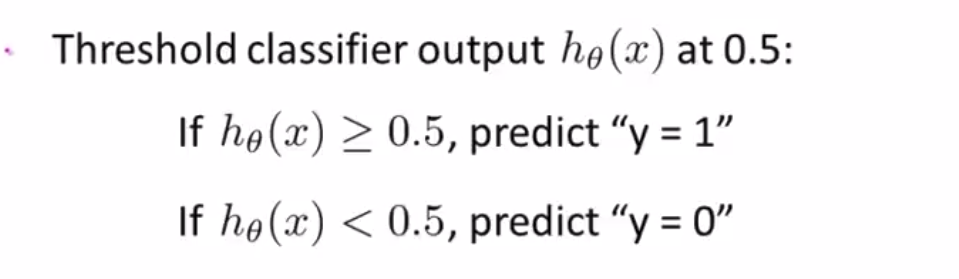 Threshold classifier output hθ(x) at 0.5:
If hθ(x) ≥ 0.5, predict “y = 1”
If hθ(x) < 0.5, predict “y = 0”